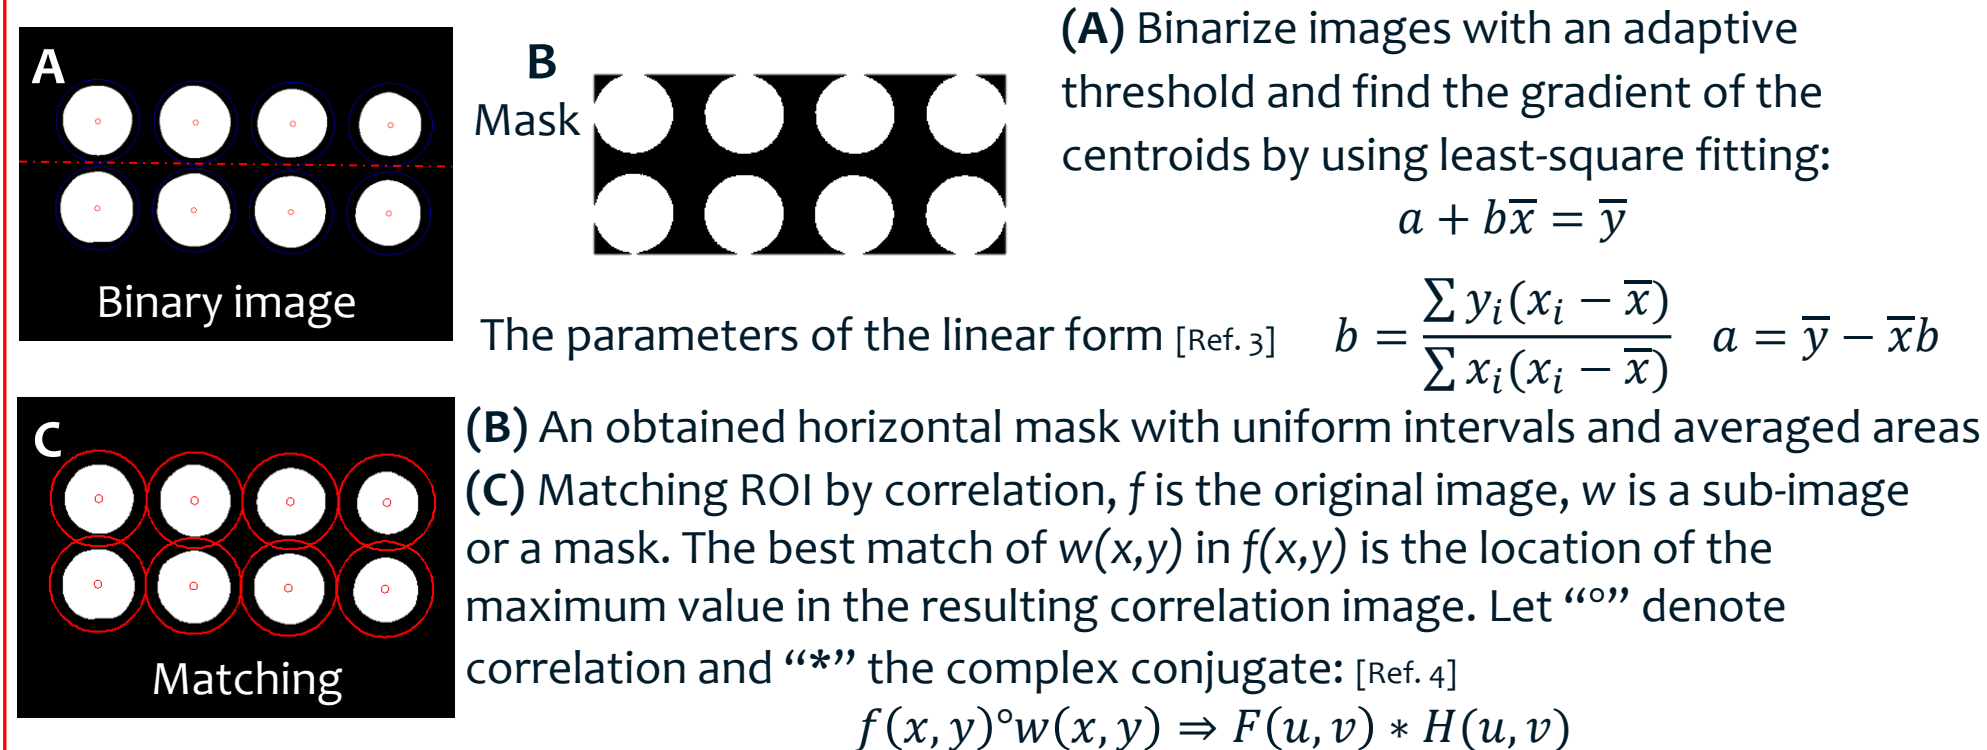 A
Binary image
B
Mask
(A) Binarize images with an adaptive
threshold and find the gradient of the
centroids by using least-square fitting:
a + bx̅ = y̅
The parameters of the linear form [Ref. 3] b = ∑ yᵢ(xᵢ − x̅) / ∑ xᵢ(xᵢ − x̅) a = y̅ − x̅b
C
Matching
(B) An obtained horizontal mask with uniform intervals and averaged areas
(C) Matching ROI by correlation, f is the original image, w is a sub-image
or a mask. The best match of w(x,y) in f(x,y) is the location of the
maximum value in the resulting correlation image. Let “°” denote
correlation and “*” the complex conjugate: [Ref. 4]
f(x, y)°w(x, y) ⇒ F(u, v) ∗ H(u, v)